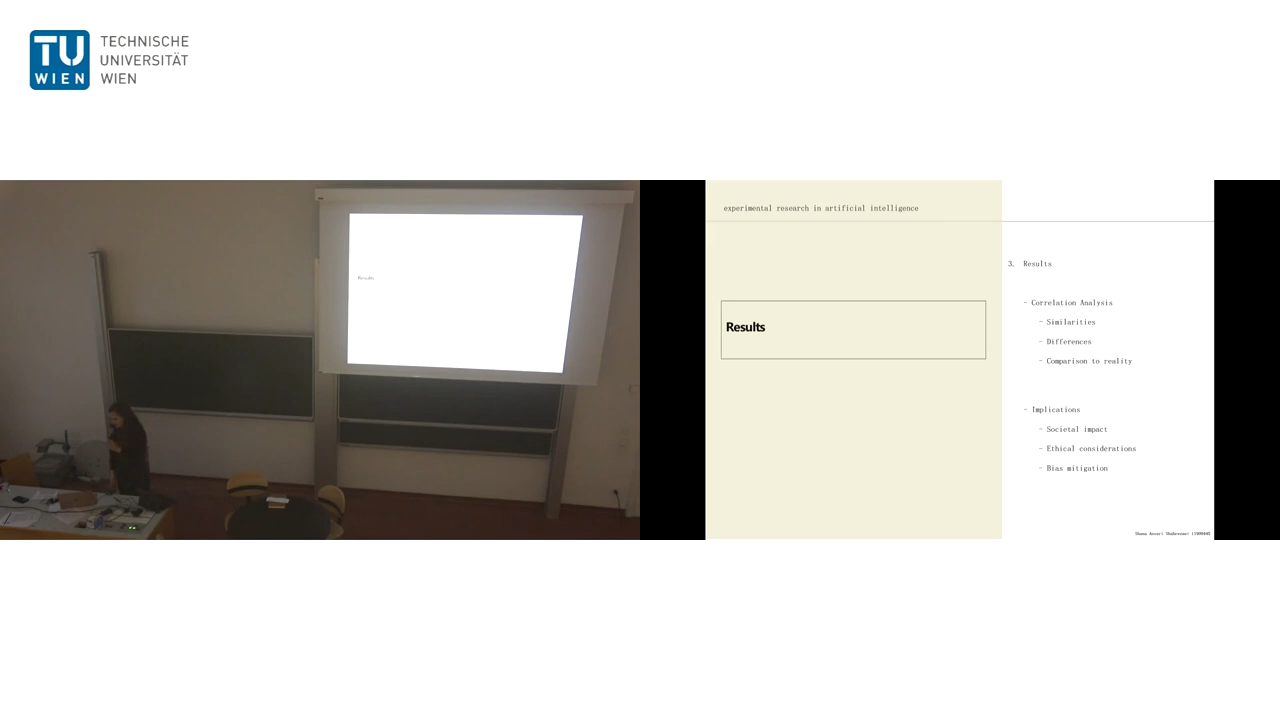 TU
WIEN
TECHNISCHE
UNIVERSITÄT
WIEN
Results
experimental research in artificial intelligence
Results
3. Results
- Correlation Analysis
- Similarities
- Differences
- Comparison to reality
- Implications
- Societal impact
- Ethical considerations
- Bias mitigation